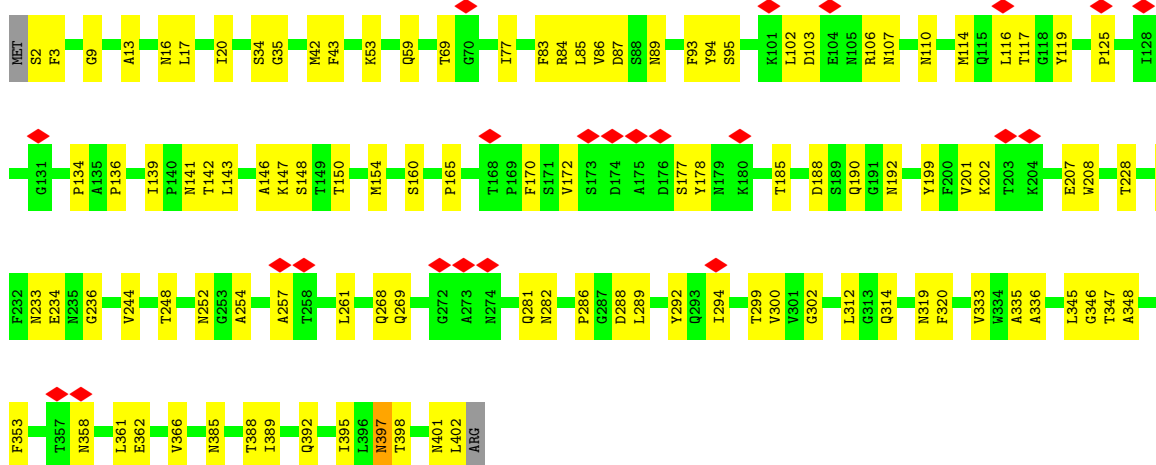 MET S2 F3 G9 A13 N16 L17 I20 S34 G35 M42 F43 K53 Q59 T69 G70 I77 F83 R84 L85 V86 D87 S88 N89 F93 Y94 S95 K101 L102 D103 E104 N105 R106 N107 N110 M114 Q115 L116 T117 G118 Y119 P125 I128
G131 P134 A135 P136 I139 P140 N141 T142 L143 A146 K147 S148 T149 T150 M154 S160 P165 T168 P169 F170 S171 V172 S173 D174 A175 D176 S177 Y178 N179 K180 T185 D188 S189 Q190 G191 N192 Y199 F200 V201 K202 T203 K204 E207 W208 T228
F232 N233 E234 N235 G236 V244 T248 N252 G253 A254 A257 T258 L261 Q268 Q269 G272 A273 N274 Q281 N282 P286 G287 D288 L289 Y292 Q293 I294 T299 V300 V301 G302 L312 G313 Q314 N319 F320 V333 W334 A335 A336 L345 G346 T347 A348
F353 T357 N358 L361 E362 V366 N385 T388 I389 Q392 I395 L396 N397 T398 N401 L402 ARG